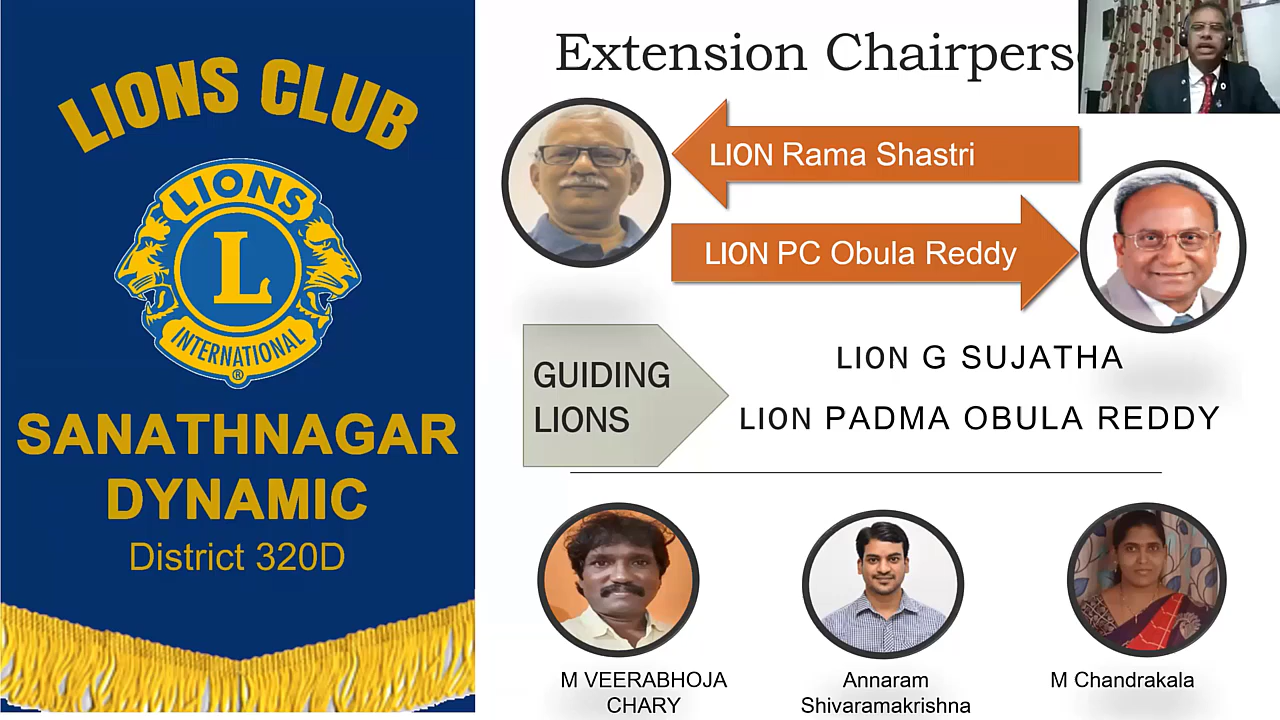 LIONS CLUB
LIONS
L
INTERNATIONAL
®
SANATHNAGAR
DYNAMIC
District 320D
Extension Chairpers
LION Rama Shastri
LION PC Obula Reddy
GUIDING
LIONS
LION G SUJATHA
LION PADMA OBULA REDDY
M VEERABHOJA
CHARY
Annaram
Shivaramakrishna
M Chandrakala